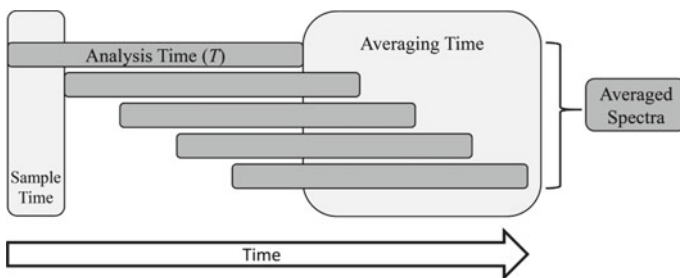 Analysis Time (T)
Averaging Time
Averaged
Spectra
Sample
Time
Time